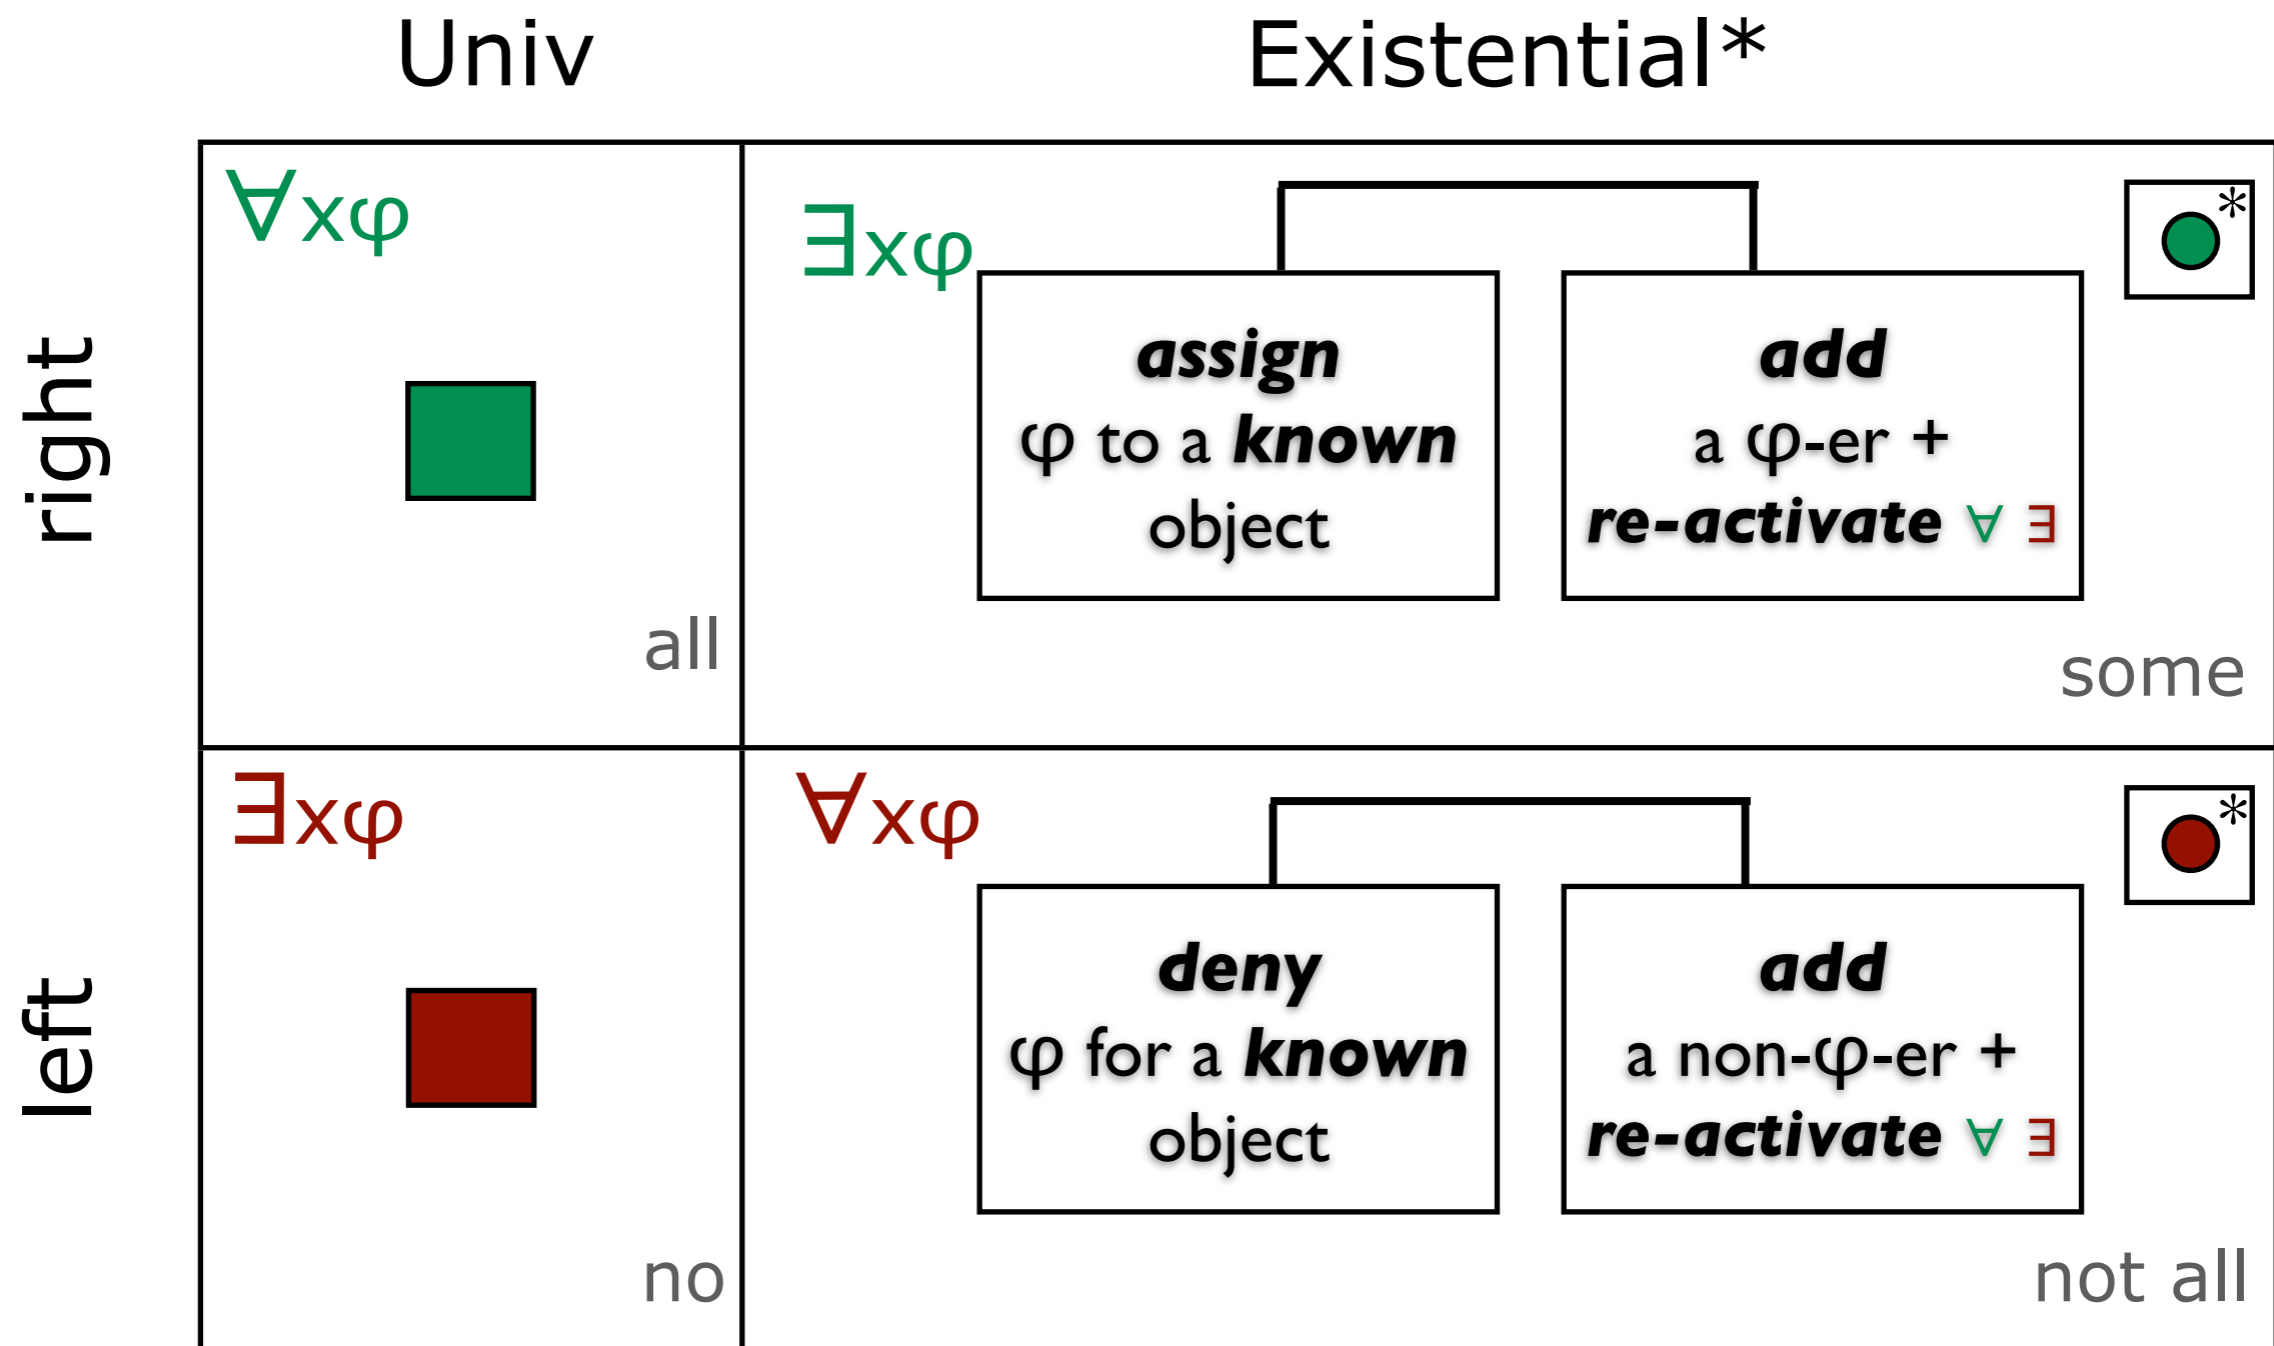 Univ
Existential*
right
∀xφ
all
∃xφ
assign
φ to a known
object
add
a φ-er +
re-activate ∀ ∃
*
some
left
∃xφ
no
∀xφ
deny
φ for a known
object
add
a non-φ-er +
re-activate ∀ ∃
*
not all